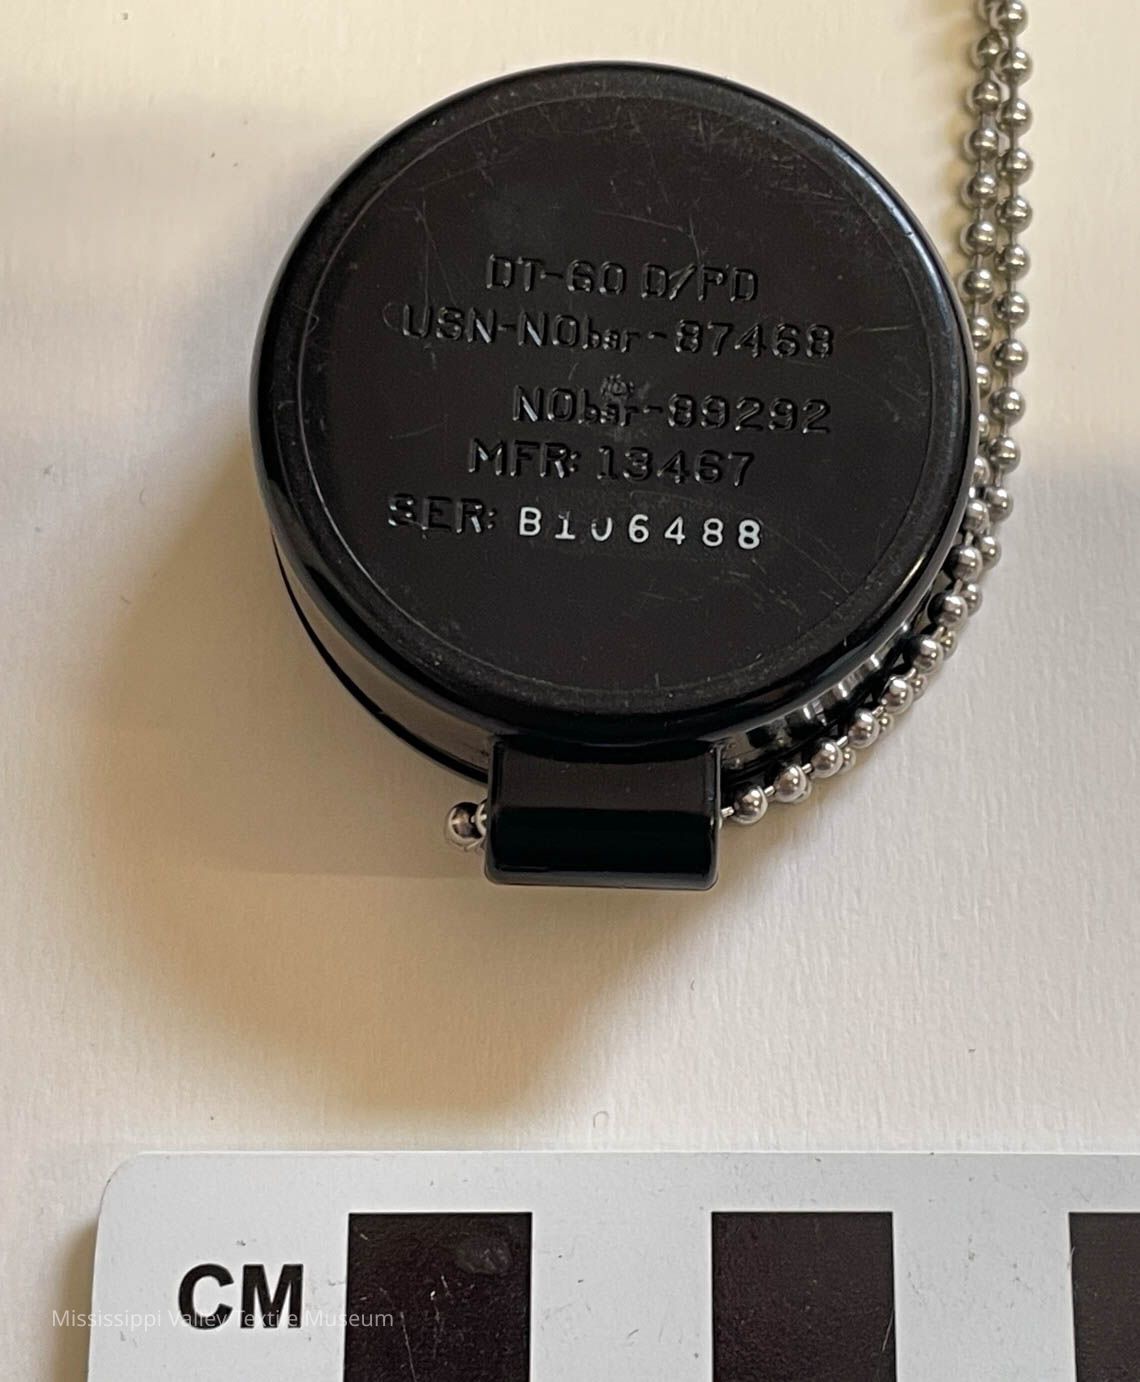 DT-60 D/PD
USN-NObsr-87468
NObsr-89292
MFR: 13467
SER: B106488
CM
Mississippi Valley Textile Museum